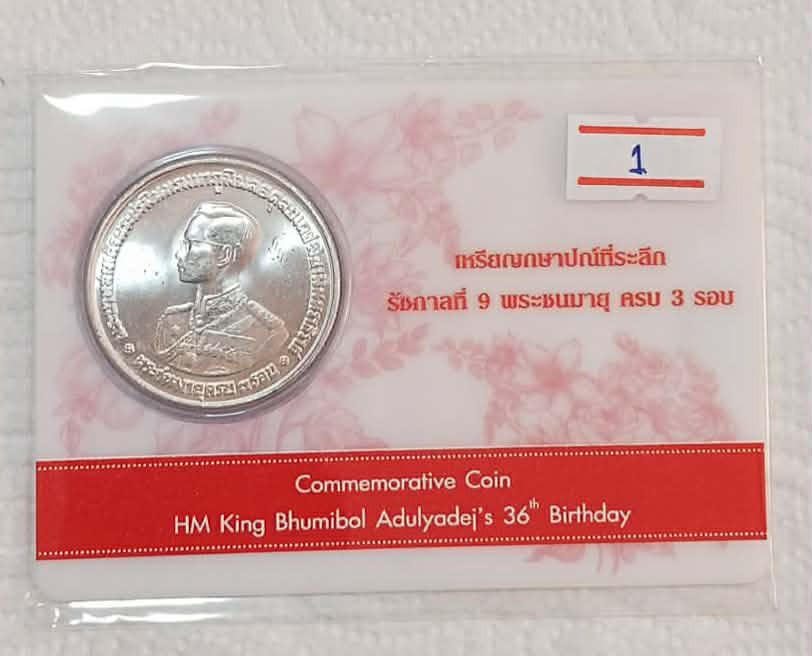 1
เหรียญกษาปณ์ที่ระลึก
รัชกาลที่ 9 พระชนมายุ ครบ 3 รอบ
Commemorative Coin
HM King Bhumibol Adulyadej's 36th Birthday